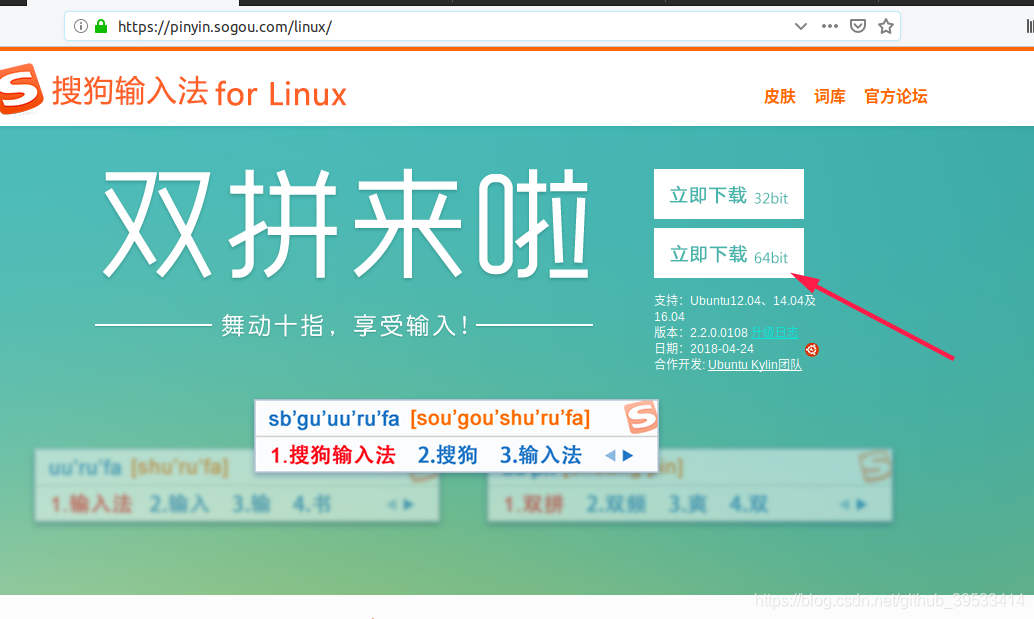 https://pinyin.sogou.com/linux/
搜狗输入法 for Linux
皮肤 词库 官方论坛
双拼来啦
舞动十指，享受输入！
立即下载 32bit
立即下载 64bit
支持：Ubuntu12.04、14.04及
16.04
版本：2.2.0.0108 升级日志
日期：2018-04-24
合作开发: Ubuntu Kylin团队
sb'gu'uu'ru'fa [sou'gou'shu'ru'fa]
1.搜狗输入法 2.搜狗 3.输入法
uu'ru'fa [shu'ru'fa]
1.输入法 2.输入 3.输 4.书
1.双拼 2.双频 3.爽 4.双
https://blog.csdn.net/github_39533414